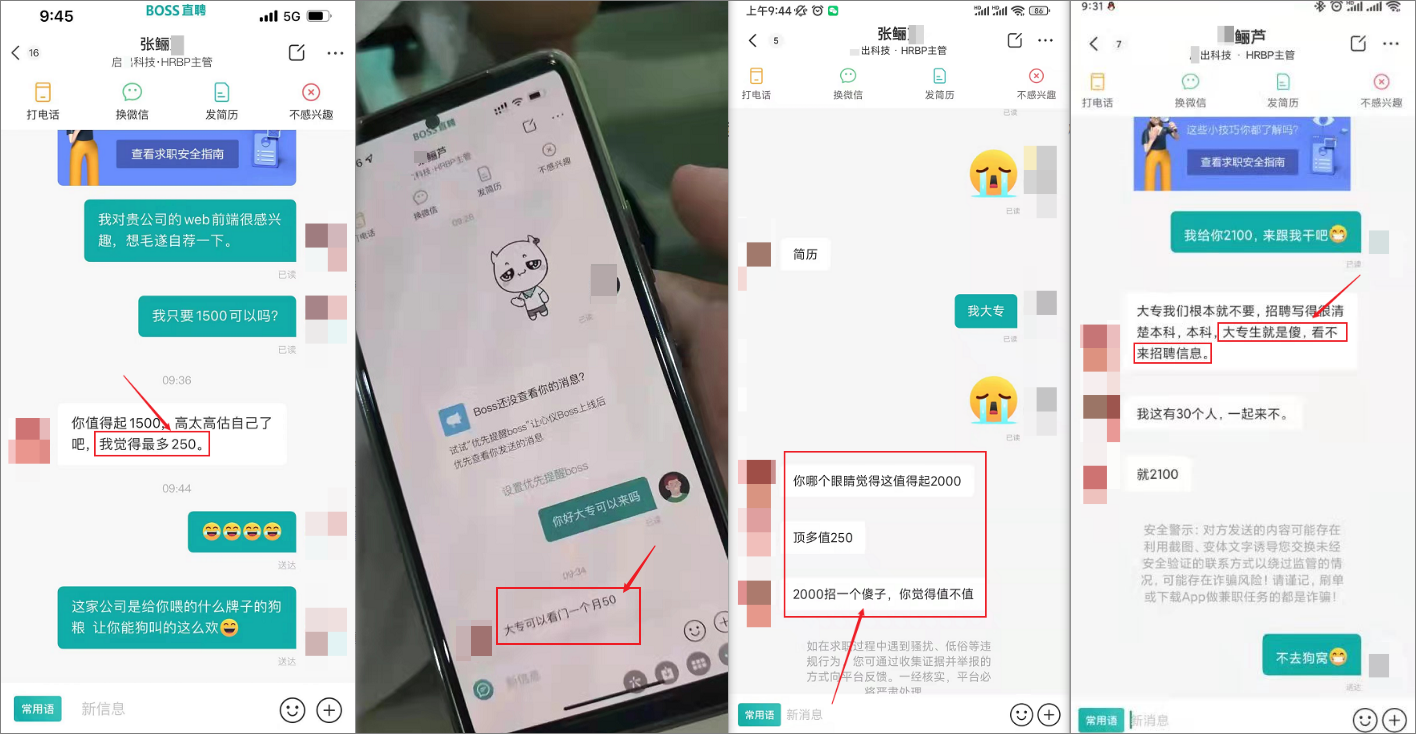 9:45
BOSS直聘
5G
16
张鲡
启 科技·HRBP主管
打电话
换微信
发简历
不感兴趣
查看求职安全指南
我对贵公司的web前端很感兴
趣，想毛遂自荐一下。
已读
我只要1500可以吗?
已读
09:36
你值得起1500，高太高估自己了
吧，我觉得最多250。
09:44
送达
这家公司是给你喂的什么牌子的狗
粮 让你能狗叫的这么欢
送达
常用语
新信息
BOSS直聘
鲡芦
科技·HRBP主管
电话
换微信
发简历
不感兴趣
09:26
已读
Boss还没查看你的消息?
试试“优先提醒boss”让心仪Boss上线后
优先查看你发送的消息
设置优先提醒boss
你好大专可以来吗
已读
09:34
大专可以看门一个月50
新信息
上午9:44
86
5
张鲡
出科技 · HRBP主管
打电话
换微信
发简历
不感兴趣
已读
已读
简历
我大专
已读
已读
你哪个眼睛觉得这值得起2000
顶多值250
2000招一个傻子，你觉得值不值
如在求职过程中遇到骚扰、低俗等违
规行为，您可通过收集证据并举报的
方式向平台反馈。一经核实，平台必
将严肃处理
常用语
新消息
9:31
7
鲡芦
出科技 · HRBP主管
打电话
换微信
发简历
不感兴趣
这些小技巧你都了解吗?
查看求职安全指南
我给你2100，来跟我干吧
已读
大专我们根本就不要，招聘写得很清
楚本科，本科，大专生就是傻，看不
来招聘信息。
我这有30个人，一起来不。
就2100
安全警示：对方发送的内容可能存在
利用截图、变体文字诱导您交换未经
安全验证的联系方式以绕过监管的情
况，可能存在诈骗风险！请谨记，刷单
或下载App做兼职任务的都是诈骗！
不去狗窝
送达
常用语
新消息